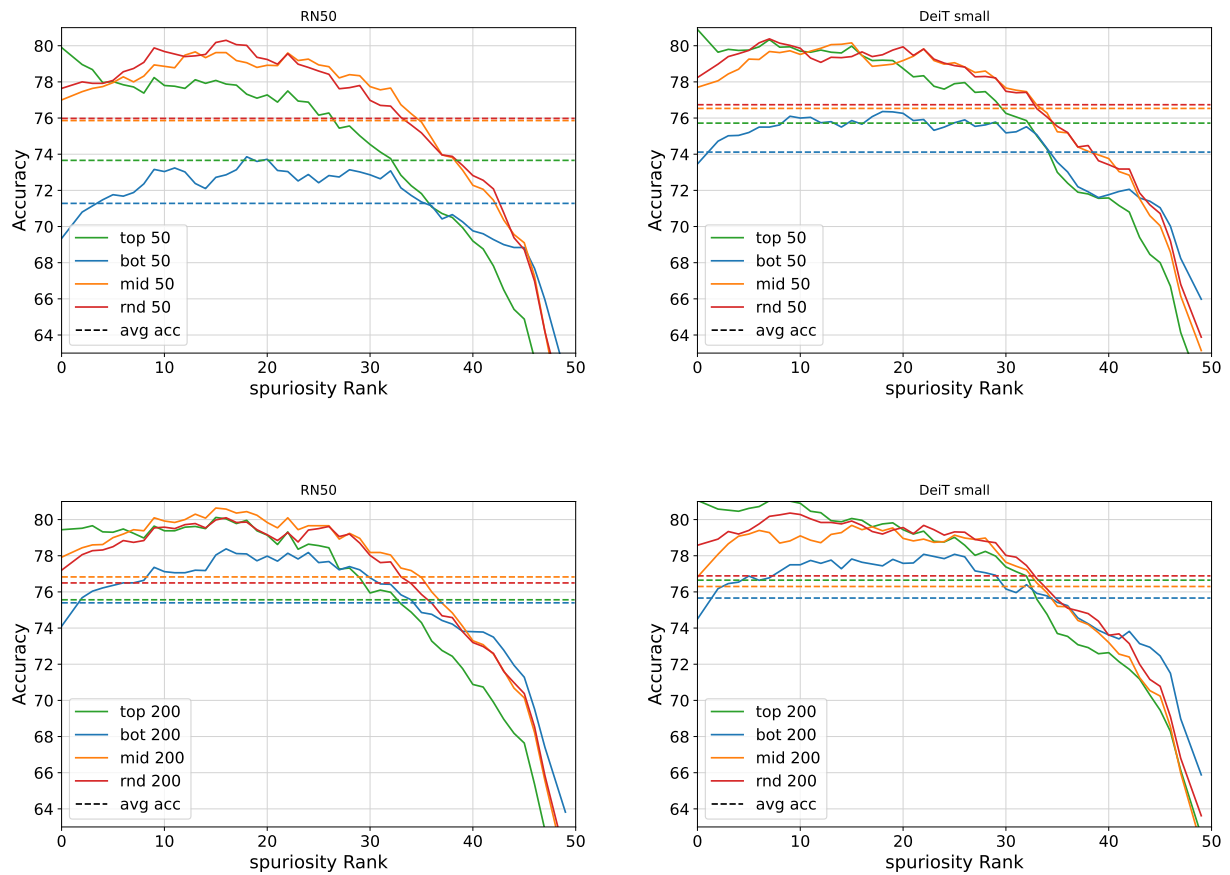 RN50
Accuracy
80
78
76
74
72
70
68
66
64
top 50
bot 50
mid 50
rnd 50
avg acc
0 10 20 30 40 50
spuriosity Rank
DeiT small
Accuracy
80
78
76
74
72
70
68
66
64
top 50
bot 50
mid 50
rnd 50
avg acc
0 10 20 30 40 50
spuriosity Rank
RN50
Accuracy
80
78
76
74
72
70
68
66
64
top 200
bot 200
mid 200
rnd 200
avg acc
0 10 20 30 40 50
spuriosity Rank
DeiT small
Accuracy
80
78
76
74
72
70
68
66
64
top 200
bot 200
mid 200
rnd 200
avg acc
0 10 20 30 40 50
spuriosity Rank